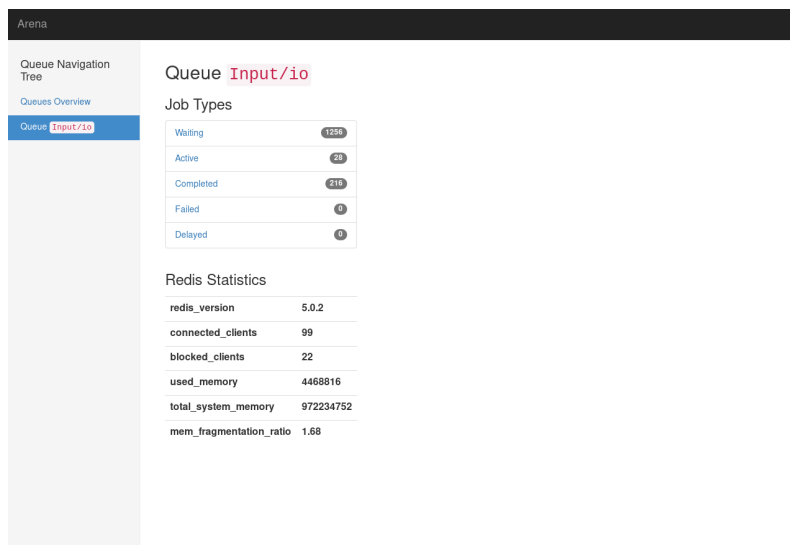 Arena
Queue Navigation
Tree
Queues Overview
Queue Input/io
Queue Input/io
Job Types
Waiting 1256
Active 28
Completed 216
Failed 0
Delayed 0
Redis Statistics
redis_version 5.0.2
connected_clients 99
blocked_clients 22
used_memory 4468816
total_system_memory 972234752
mem_fragmentation_ratio 1.68